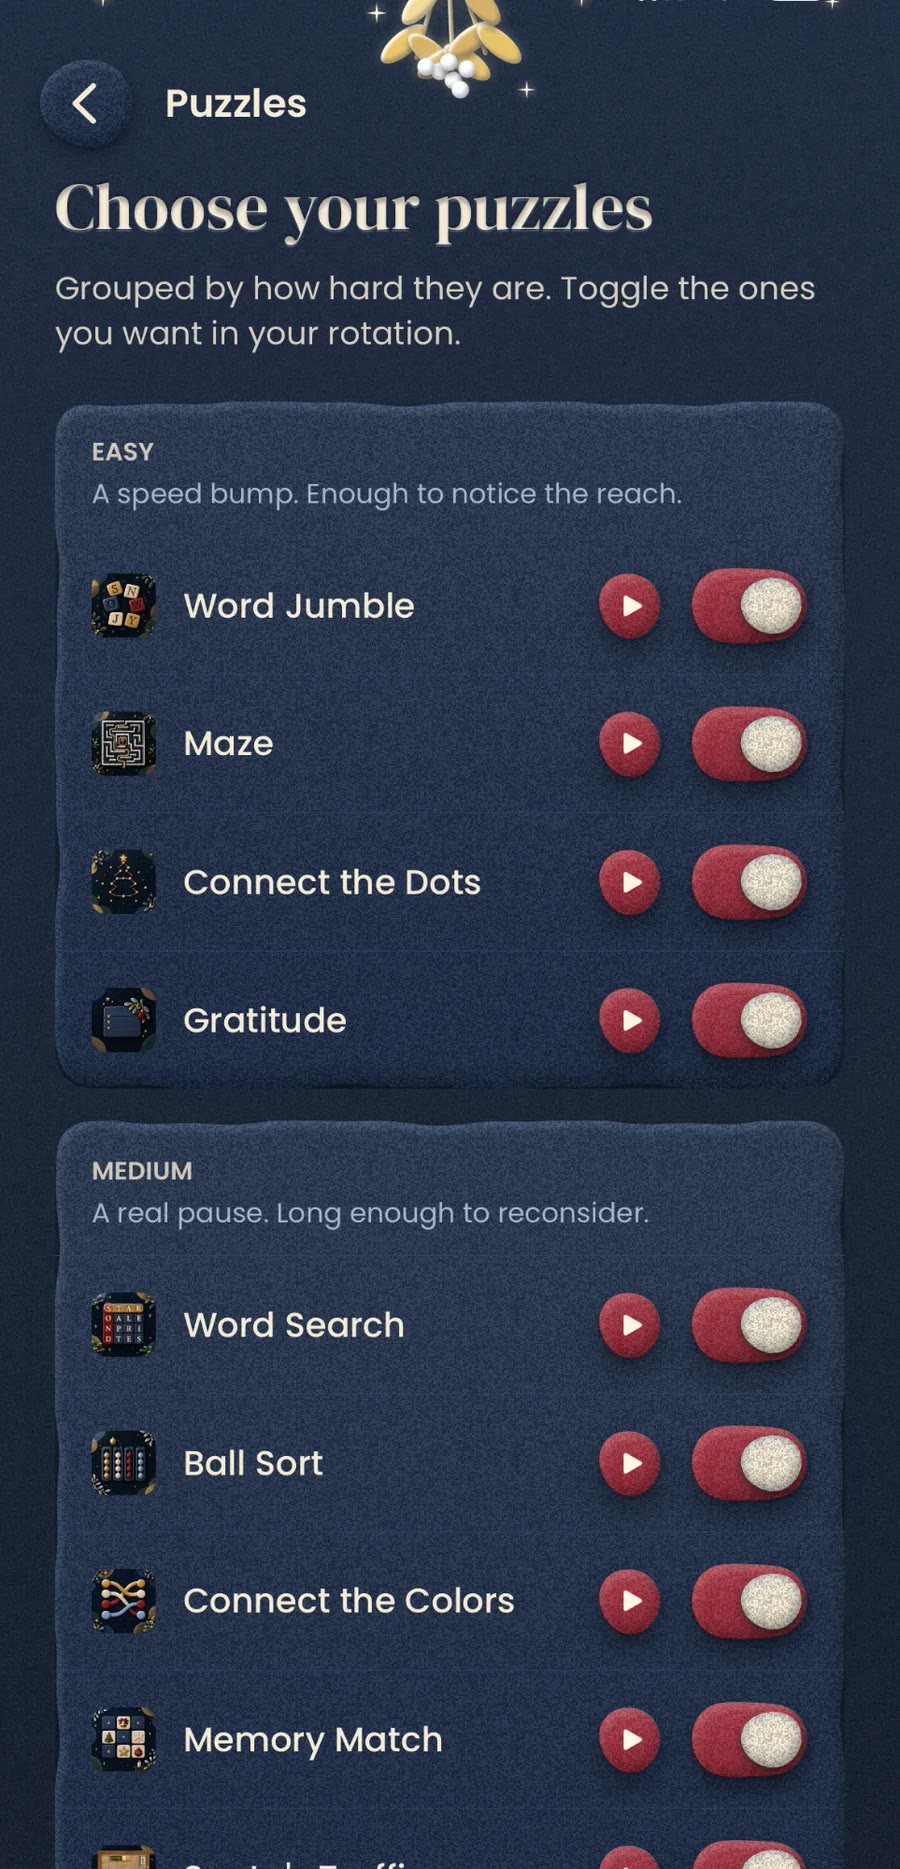 Puzzles
Choose your puzzles
Grouped by how hard they are. Toggle the ones
you want in your rotation.
EASY
A speed bump. Enough to notice the reach.
Word Jumble
Maze
Connect the Dots
Gratitude
MEDIUM
A real pause. Long enough to reconsider.
Word Search
Ball Sort
Connect the Colors
Memory Match